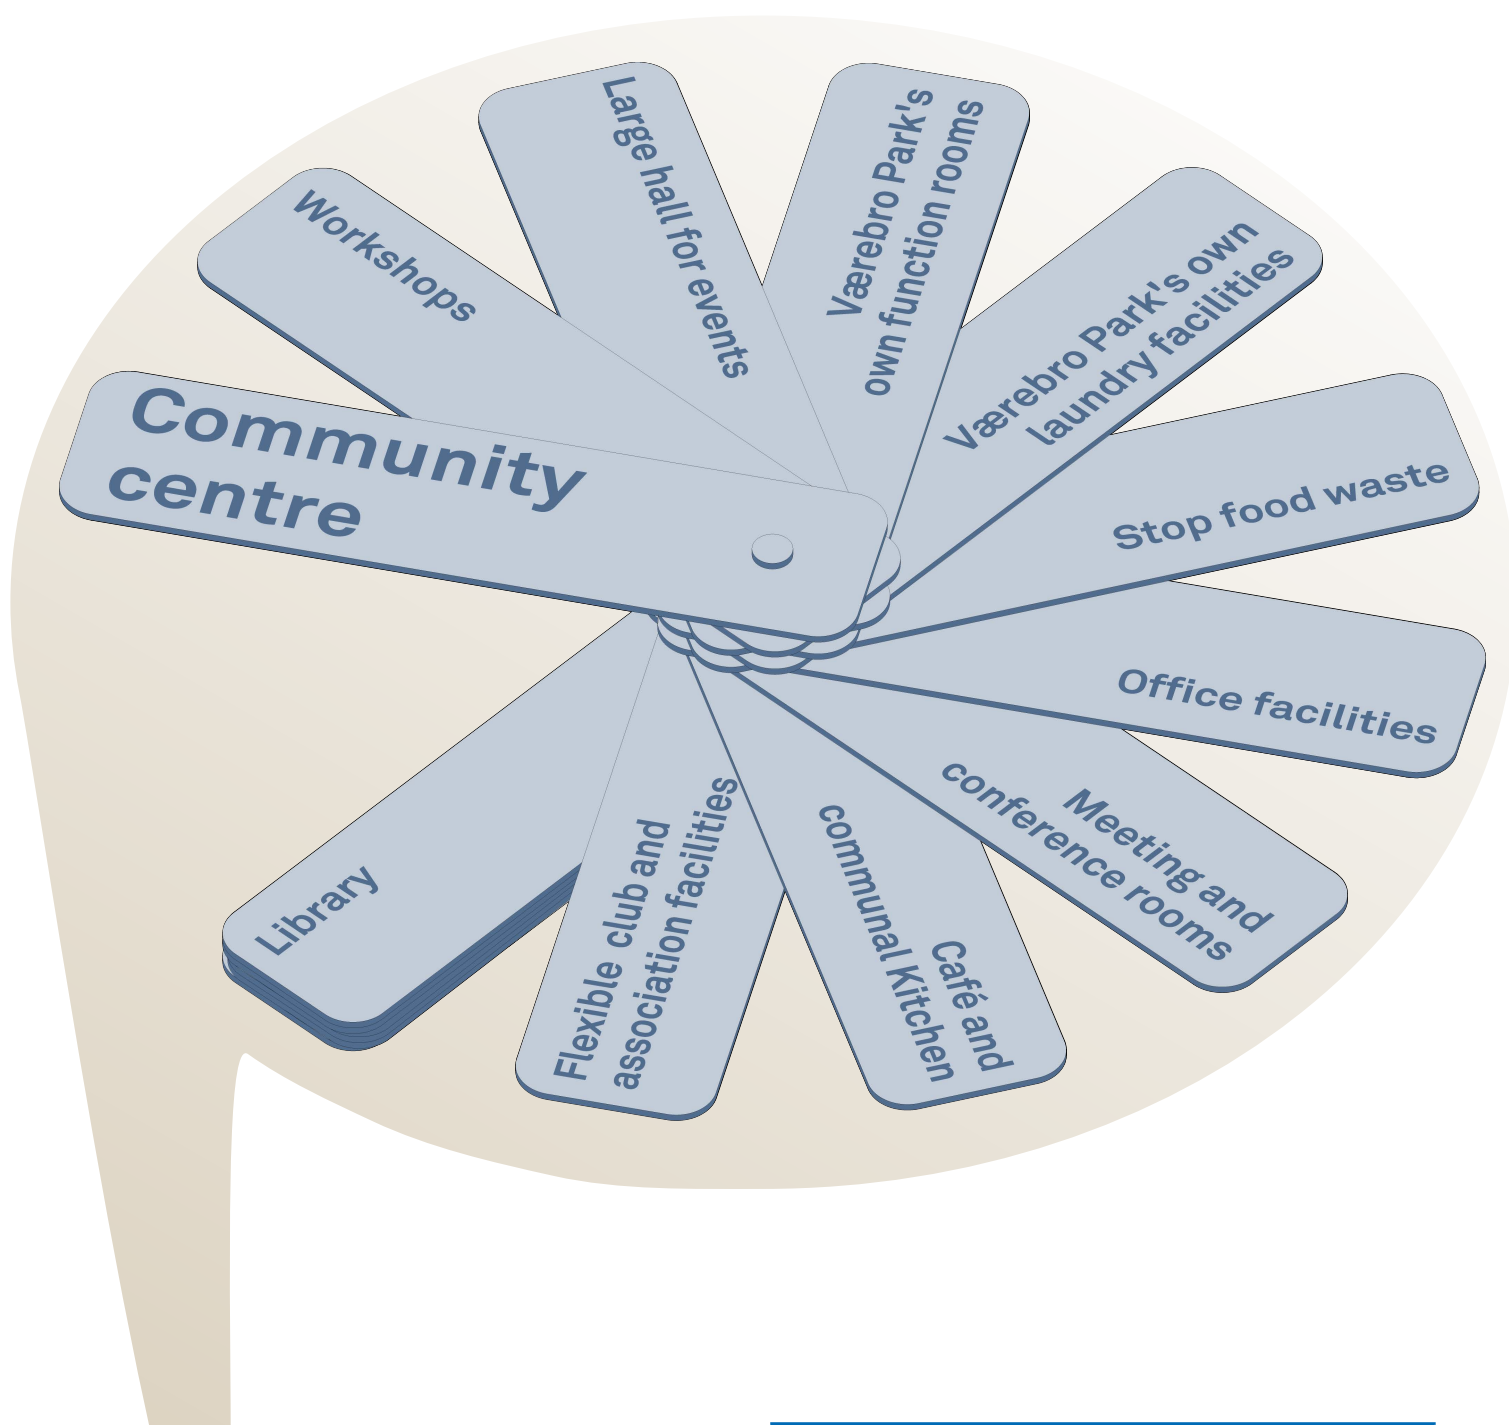 Community
centre
Workshops
Large hall for events
Værebro Park's
own function rooms
Værebro Park's own
laundry facilities
Stop food waste
Office facilities
Meeting and
conference rooms
Café and
communal Kitchen
Flexible club and
association facilities
Library